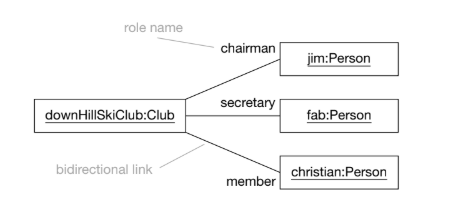 role name
chairman
jim:Person
downHillSkiClub:Club
secretary
fab:Person
bidirectional link
member
christian:Person